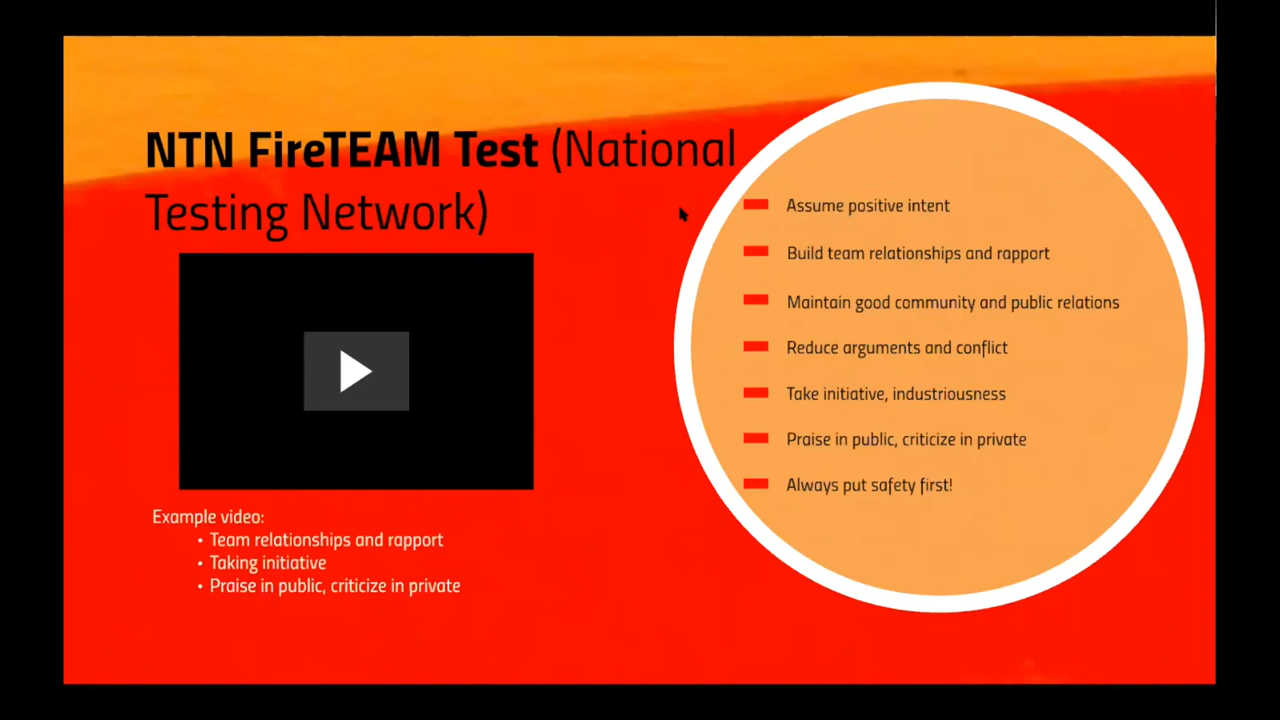 NTN FireTEAM Test (National
Testing Network)
Example video:
• Team relationships and rapport
• Taking initiative
• Praise in public, criticize in private
Assume positive intent
Build team relationships and rapport
Maintain good community and public relations
Reduce arguments and conflict
Take initiative, industriousness
Praise in public, criticize in private
Always put safety first!